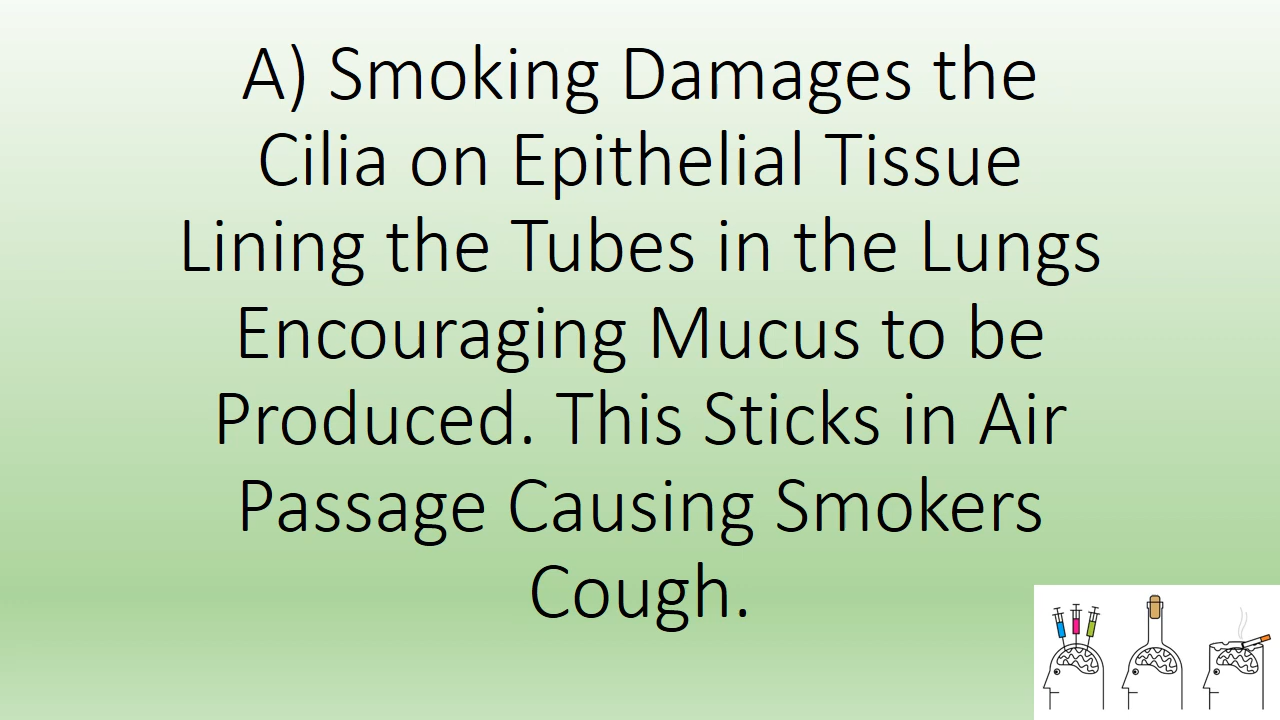 A) Smoking Damages the
Cilia on Epithelial Tissue
Lining the Tubes in the Lungs
Encouraging Mucus to be
Produced. This Sticks in Air
Passage Causing Smokers
Cough.